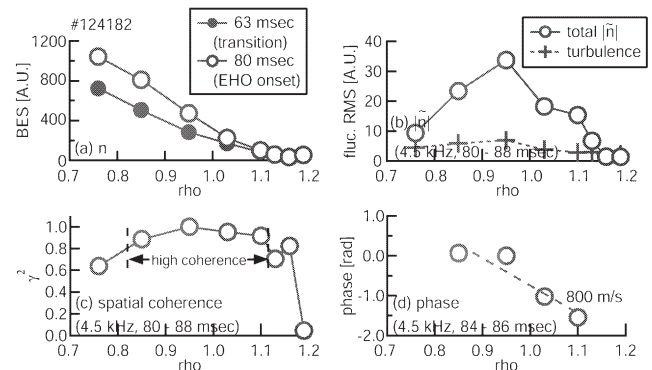 #124182
63 msec
(transition)
80 msec
(EHO onset)
1200
800
400
0
BES [A.U.]
(a) n
0.7 0.8 0.9 1.0 1.1 1.2
rho
total |ñ|
turbulence
40
30
20
10
0
fluc. RMS [A.U.]
(b) |ñ|
(4.5 kHz, 80 - 88 msec)
0.7 0.8 0.9 1.0 1.1 1.2
rho
1.0
0.8
0.6
0.4
0.2
0.0
γ²
high coherence
(c) spatial coherence
(4.5 kHz, 80 - 88 msec)
0.7 0.8 0.9 1.0 1.1 1.2
rho
1.0
0.0
-1.0
-2.0
phase [rad]
800 m/s
(d) phase
(4.5 kHz, 84 - 86 msec)
0.7 0.8 0.9 1.0 1.1 1.2
rho